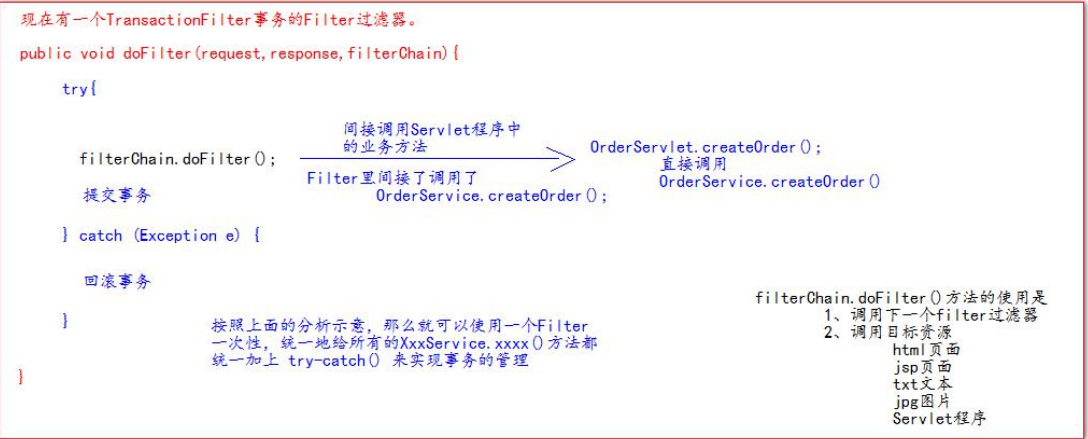 现在有一个TransactionFilter事务的Filter过滤器。
public void doFilter(request,response,filterChain){
try{
间接调用Servlet程序中
的业务方法
filterChain.doFilter();
OrderServlet.createOrder();
直接调用
OrderService.createOrder()
Filter里间接了调用了
OrderService.createOrder();
提交事务
} catch (Exception e) {
回滚事务
}
按照上面的分析示意，那么就可以使用一个Filter
一次性，统一地给所有的XxxService.xxxx()方法都
统一加上 try-catch() 来实现事务的管理
}
filterChain.doFilter()方法的使用是
1、调用下一个filter过滤器
2、调用目标资源
html页面
jsp页面
txt文本
jpg图片
Servlet程序